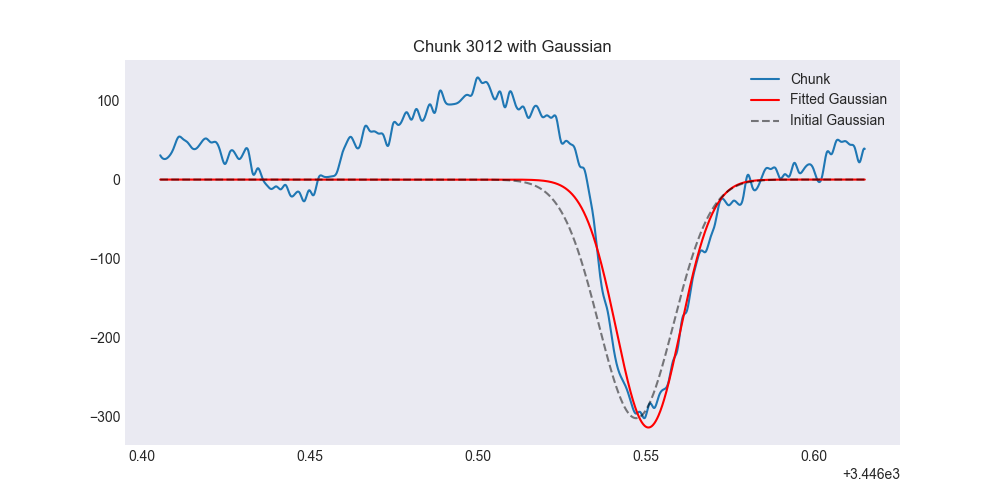 Chunk 3012 with Gaussian
Chunk
Fitted Gaussian
Initial Gaussian
100
0
−100
−200
−300
0.40 0.45 0.50 0.55 0.60
+3.446e3